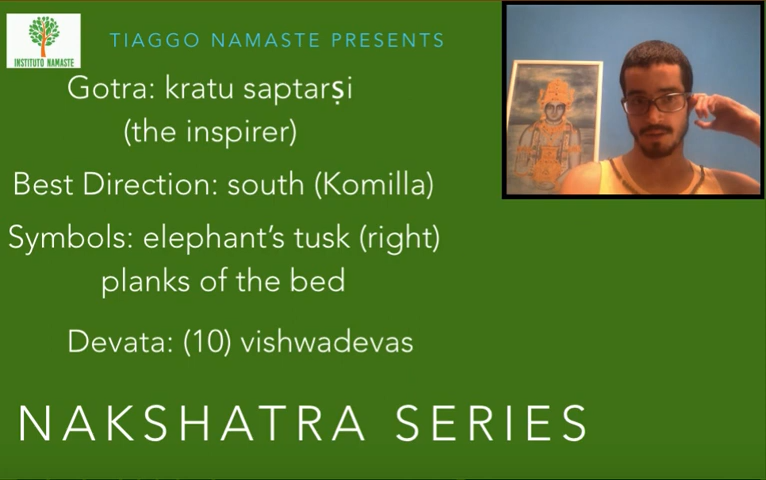 INSTITUTO NAMASTE
TIAGGO NAMASTE PRESENTS
Gotra: kratu saptarṣi
(the inspirer)
Best Direction: south (Komilla)
Symbols: elephant’s tusk (right)
planks of the bed
Devata: (10) vishwadevas
NAKSHATRA SERIES